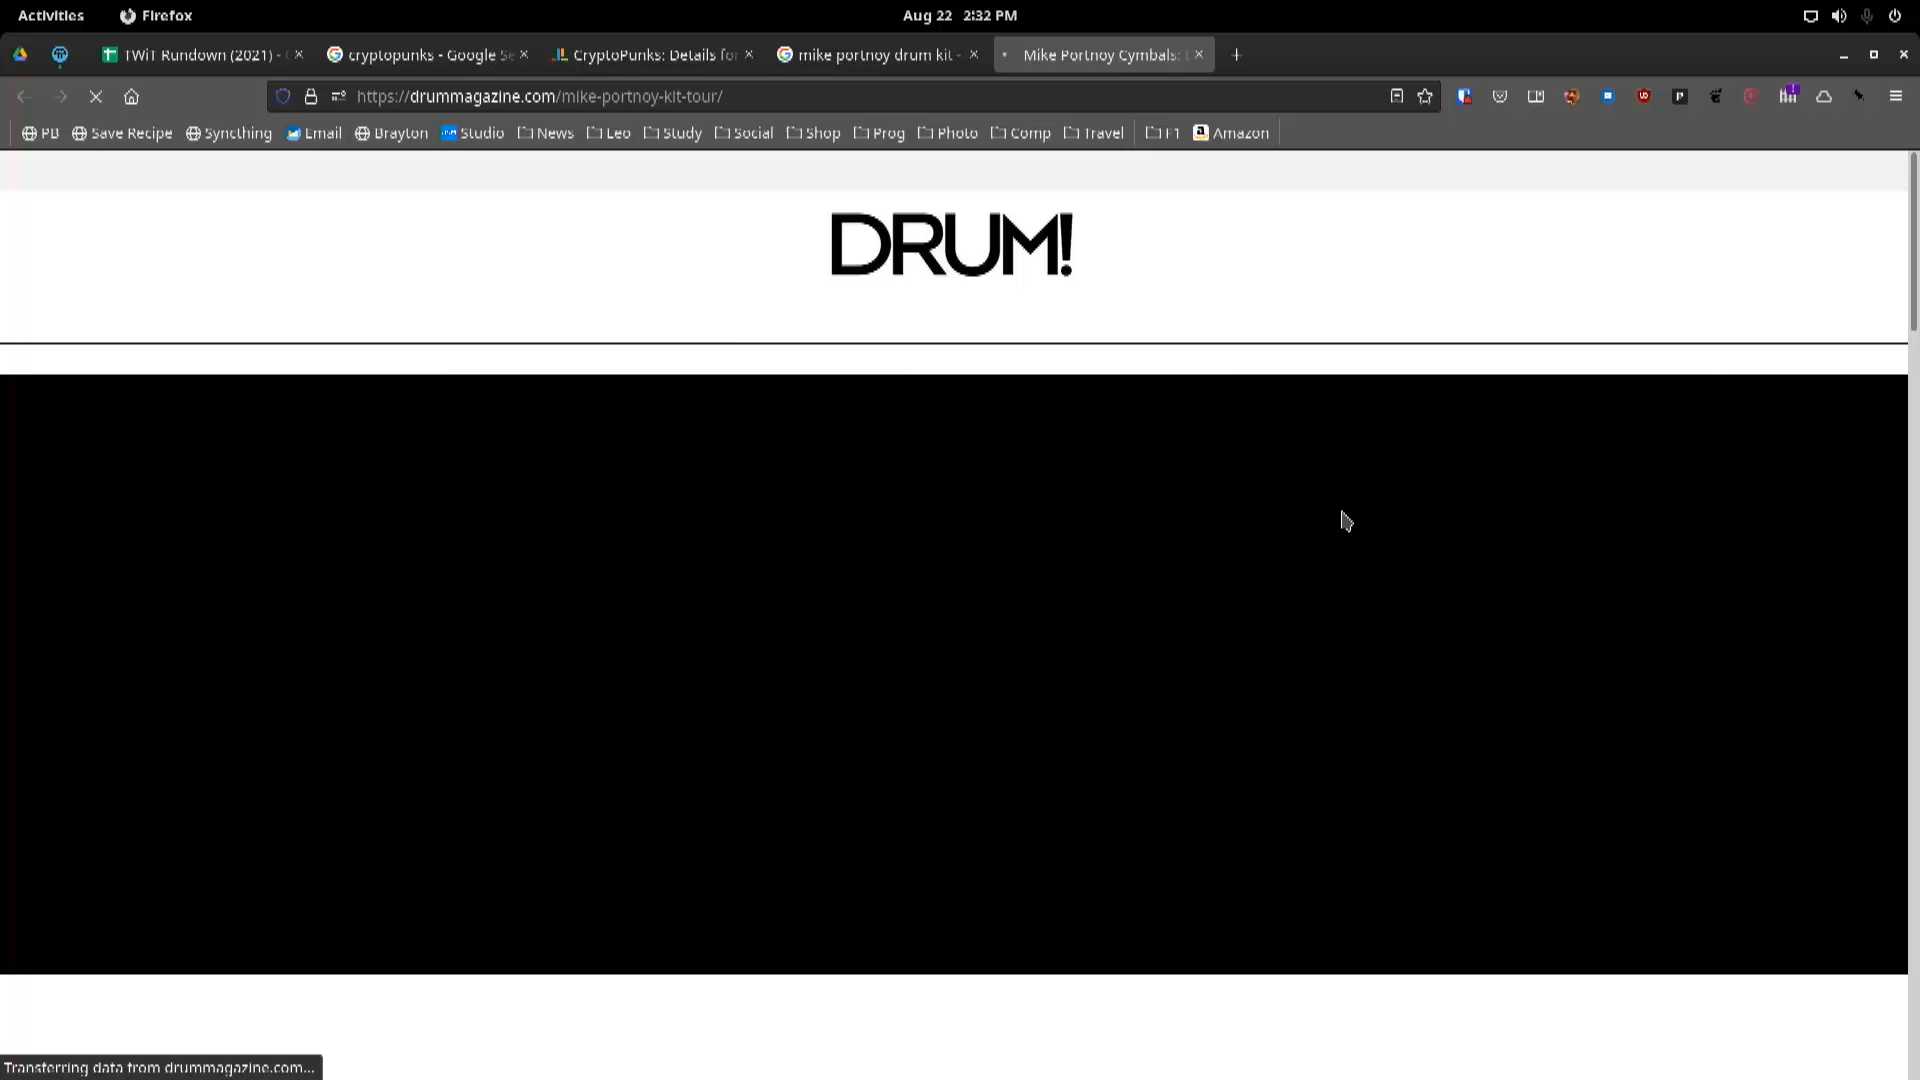 Activities Firefox Aug 22 2:32 PM
TWiT Rundown (2021) - cryptopunks - Google Se CryptoPunks: Details for mike portnoy drum kit - Mike Portnoy Cymbals:
https://drummagazine.com/mike-portnoy-kit-tour/
PB Save Recipe Syncthing Email Brayton Studio News Leo Study Social Shop Prog Photo Comp Travel F1 Amazon
DRUM!
Transferring data from drummagazine.com...